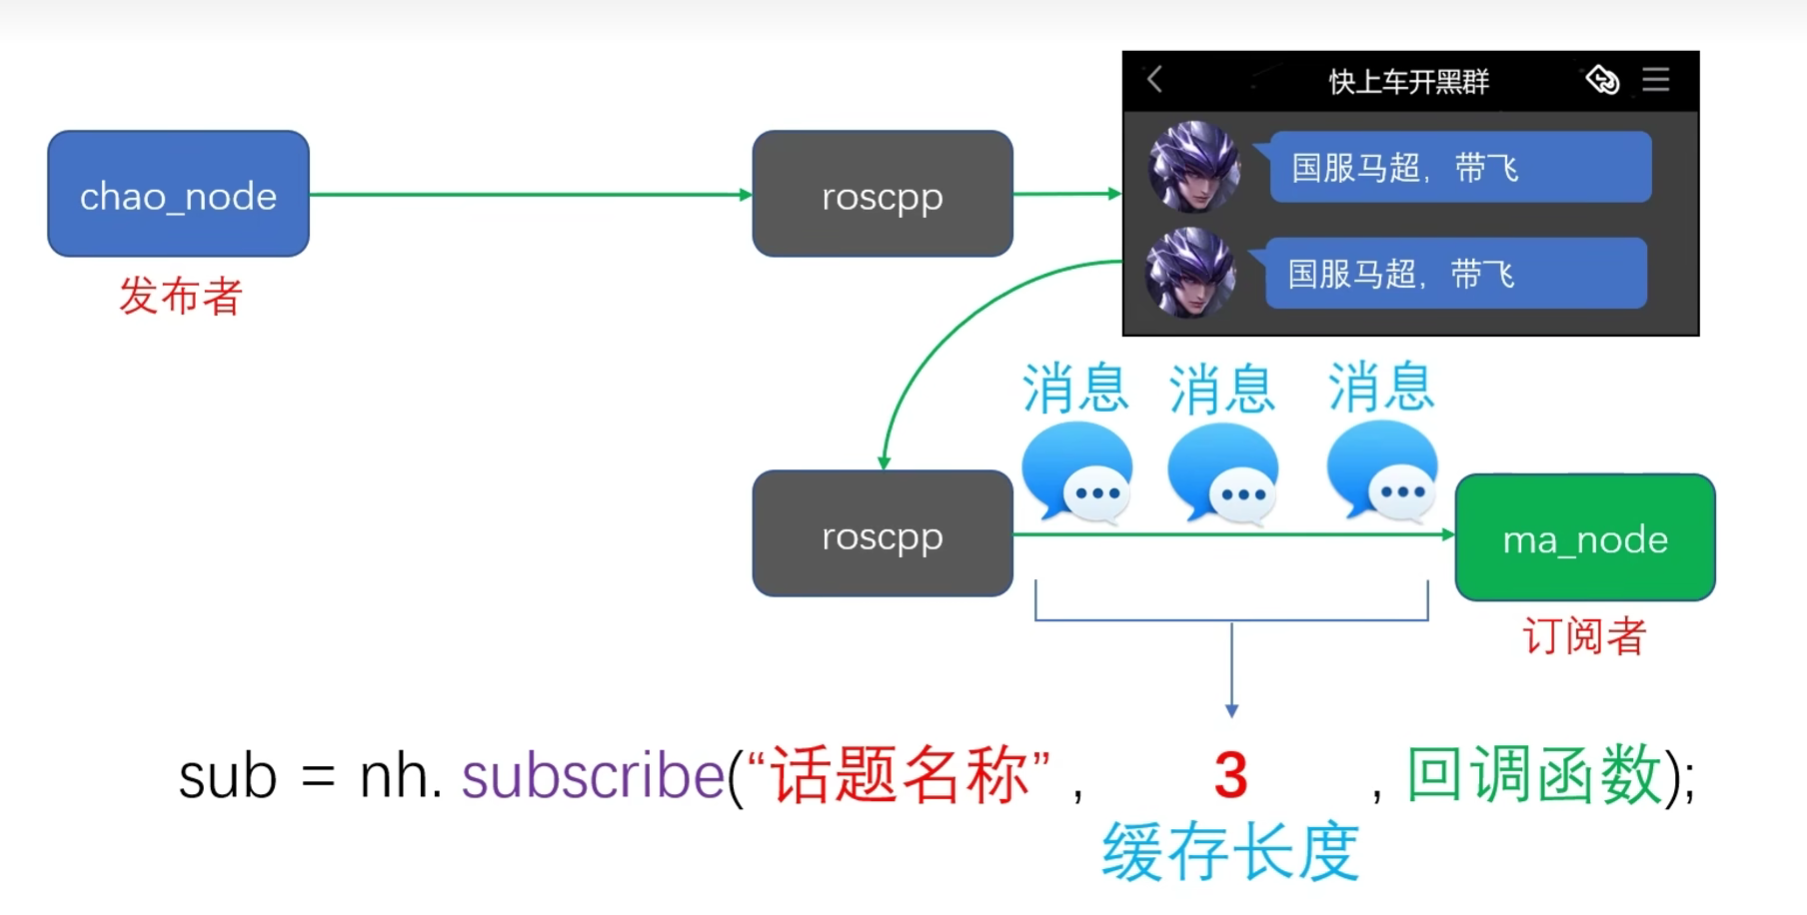 快上车开黑群
国服马超，带飞
国服马超，带飞
chao_node
发布者
roscpp
消息 消息 消息
roscpp
ma_node
订阅者
sub = nh. subscribe(“话题名称” , 3 , 回调函数);
缓存长度